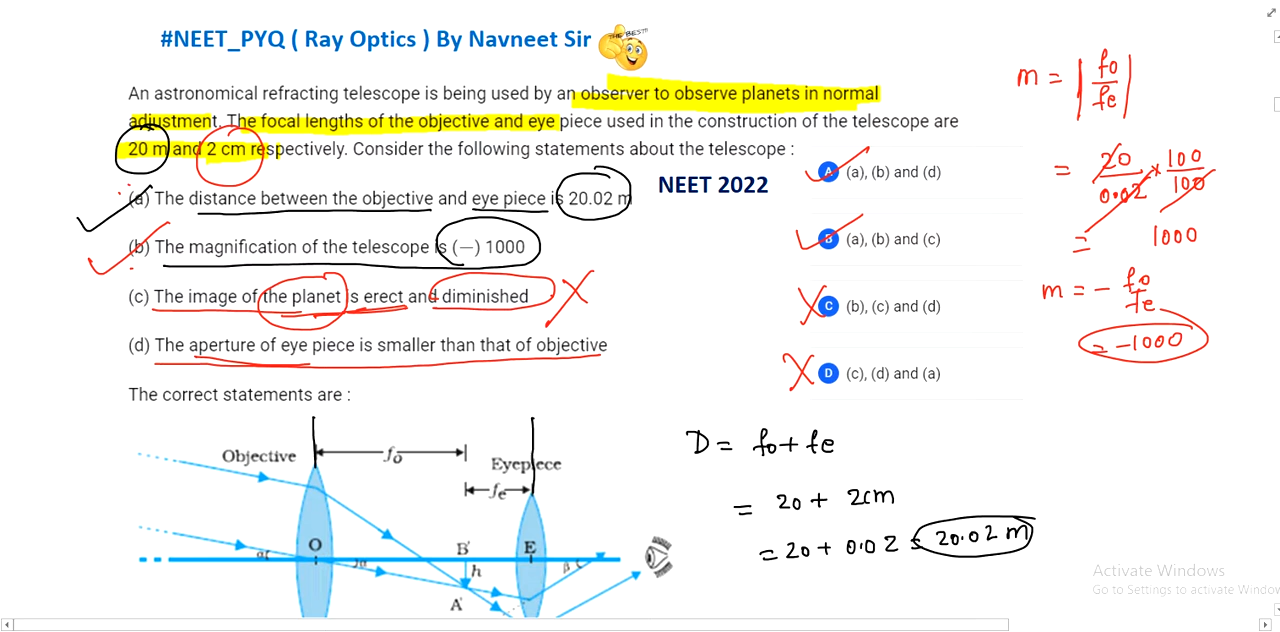 #NEET_PYQ ( Ray Optics ) By Navneet Sir
THE BEST!!
An astronomical refracting telescope is being used by an observer to observe planets in normal
adjustment. The focal lengths of the objective and eye piece used in the construction of the telescope are
20 m and 2 cm respectively. Consider the following statements about the telescope :
(a) The distance between the objective and eye piece is 20.02 m
(b) The magnification of the telescope is (−) 1000
(c) The image of the planet is erect and diminished
(d) The aperture of eye piece is smaller than that of objective
The correct statements are :
NEET 2022
A (a), (b) and (d)
B (a), (b) and (c)
C (b), (c) and (d)
D (c), (d) and (a)
m = | fo / fe |
= 20 / 0.02 × 100 / 100
= 1000
m = - fo / fe
= -1000
D = fo + fe
= 20 + 2cm
= 20 + 0.02 = 20.02 m
Objective
fo
Eyepiece
fe
O
B'
E
α
α
h
β
A'
Activate Windows
Go to Settings to activate Window